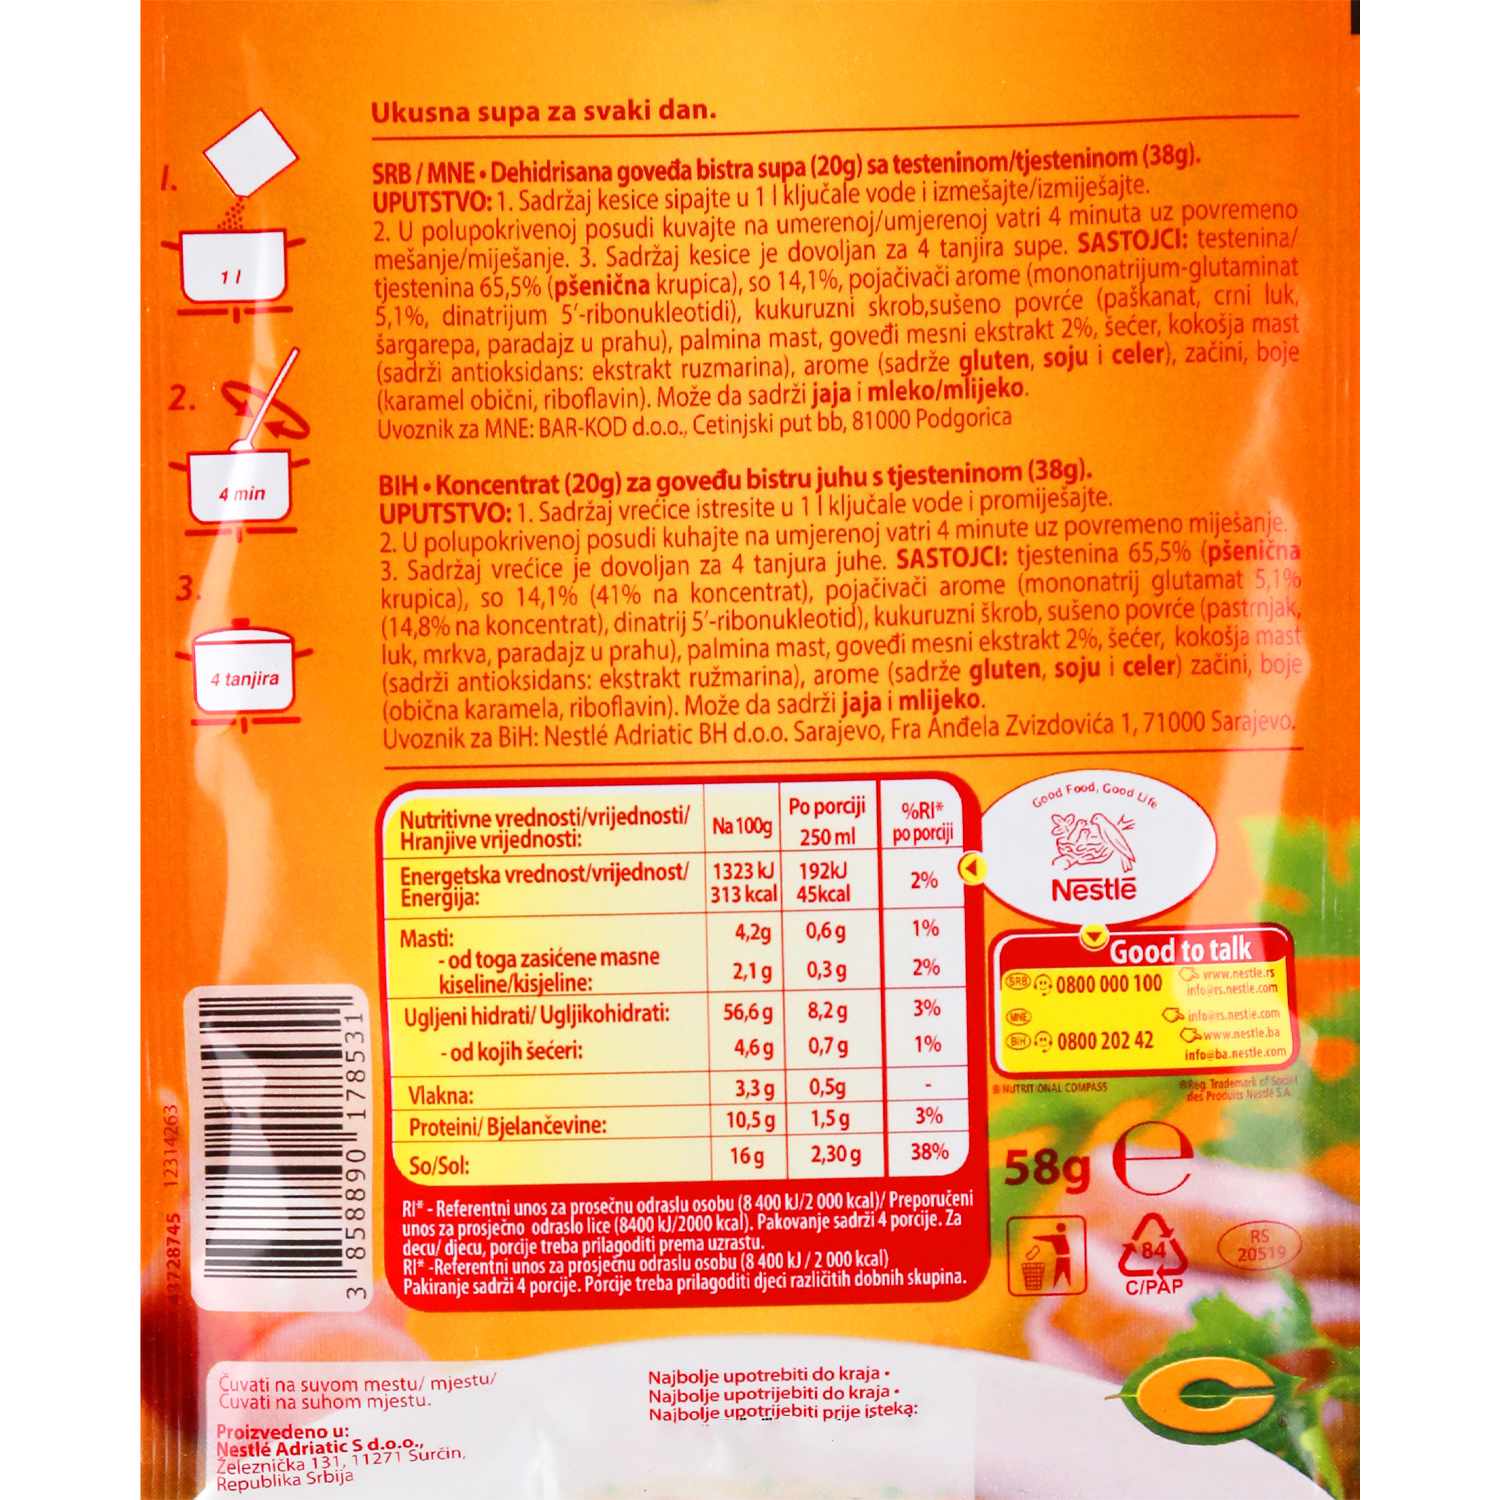 Ukusna supa za svaki dan.
SRB / MNE • Dehidrisana goveđa bistra supa (20g) sa testeninom/tjesteninom (38g).
UPUTSTVO: 1. Sadržaj kesice sipajte u 1 l ključale vode i izmešajte/izmiješajte.
2. U polupokrivenoj posudi kuvajte na umerenoj/umjerenoj vatri 4 minuta uz povremeno
mešanje/miješanje. 3. Sadržaj kesice je dovoljan za 4 tanjira supe. SASTOJCI: testenina/
tjestenina 65,5% (pšenična krupica), so 14,1%, pojačivači arome (mononatrijum-glutaminat
5,1%, dinatrijum 5'-ribonukleotidi), kukuruzni skrob,sušeno povrće (paškanat, crni luk,
šargarepa, paradajz u prahu), palmina mast, goveđi mesni ekstrakt 2%, šećer, kokošja mast
(sadrži antioksidans: ekstrakt ruzmarina), arome (sadrže gluten, soju i celer), začini, boje
(karamel obični, riboflavin). Može da sadrži jaja i mleko/mlijeko.
Uvoznik za MNE: BAR-KOD d.o.o., Cetinjski put bb, 81000 Podgorica
BIH • Koncentrat (20g) za goveđu bistru juhu s tjesteninom (38g).
UPUTSTVO: 1. Sadržaj vrećice istresite u 1 l ključale vode i promiješajte.
2. U polupokrivenoj posudi kuhajte na umjerenoj vatri 4 minute uz povremeno miješanje.
3. Sadržaj vrećice je dovoljan za 4 tanjura juhe. SASTOJCI: tjestenina 65,5% (pšenična
krupica), so 14,1% (41% na koncentrat), pojačivači arome (mononatrij glutamat 5,1%
(14,8% na koncentrat), dinatrij 5'-ribonukleotid), kukuruzni škrob, sušeno povrće (pastrnjak,
luk, mrkva, paradajz u prahu), palmina mast, goveđi mesni ekstrakt 2%, šećer, kokošja mast
(sadrži antioksidans: ekstrakt ružmarina), arome (sadrže gluten, soju i celer) začini, boje
(obična karamela, riboflavin). Može da sadrži jaja i mlijeko.
Uvoznik za BiH: Nestlé Adriatic BH d.o.o. Sarajevo, Fra Anđela Zvizdovića 1, 71000 Sarajevo.
1.
1 l
2.
4 min
3.
4 tanjira
Nutritivne vrednosti/vrijednosti/ Hranjive vrijednosti: Na 100g Po porciji 250 ml %RI* po porciji
Energetska vrednost/vrijednost/ Energija: 1323 kJ 313 kcal 192kJ 45kcal 2%
Masti: 4,2g 0,6 g 1%
- od toga zasićene masne kiseline/kisjeline: 2,1 g 0,3 g 2%
Ugljeni hidrati/ Ugljikohidrati: 56,6 g 8,2 g 3%
- od kojih šećeri: 4,6 g 0,7 g 1%
Vlakna: 3,3 g 0,5g -
Proteini/ Bjelančevine: 10,5 g 1,5 g 3%
So/Sol: 16 g 2,30 g 38%
RI* - Referentni unos za prosečnu odraslu osobu (8 400 kJ/2 000 kcal)/ Preporučeni
unos za prosječno odraslo lice (8400 kJ/2000 kcal). Pakovanje sadrži 4 porcije. Za
decu/ djecu, porcije treba prilagoditi prema uzrastu.
RI* -Referentni unos za prosječnu odraslu osobu (8 400 kJ / 2 000 kcal)
Pakiranje sadrži 4 porcije. Porcije treba prilagoditi djeci različitih dobnih skupina.
Good Food, Good Life
Nestlé
Good to talk
SRB 0800 000 100 www.nestle.rs
info@rs.nestle.com
MNE info@rs.nestle.com
BIH 0800 202 42 www.nestle.ba
info@ba.nestle.com
® NUTRITIONAL COMPASS
®Reg. Trademark of Societ
des Produits Nestlé S.A.
58g e
84
C/PAP
RS
20519
43728745 12314263
3 858890 178531
Čuvati na suvom mestu/ mjestu/
Čuvati na suhom mjestu.
Proizvedeno u:
Nestlé Adriatic S d.o.o.,
Železnička 131, 11271 Surčin,
Republika Srbija
Najbolje upotrebiti do kraja •
Najbolje upotrijebiti do kraja •
Najbolje upotrijebiti prije isteka: